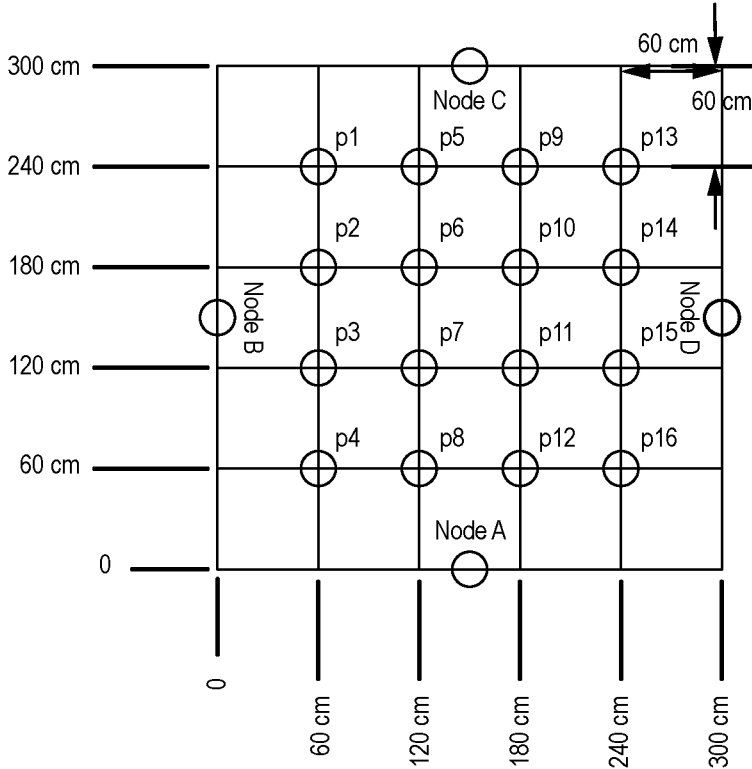 60 cm
300 cm
Node C
60 cm
p1 p5 p9 p13
240 cm
p2 p6 p10 p14
180 cm
Node B
Node D
p3 p7 p11 p15
120 cm
p4 p8 p12 p16
60 cm
Node A
0
0
60 cm
120 cm
180 cm
240 cm
300 cm